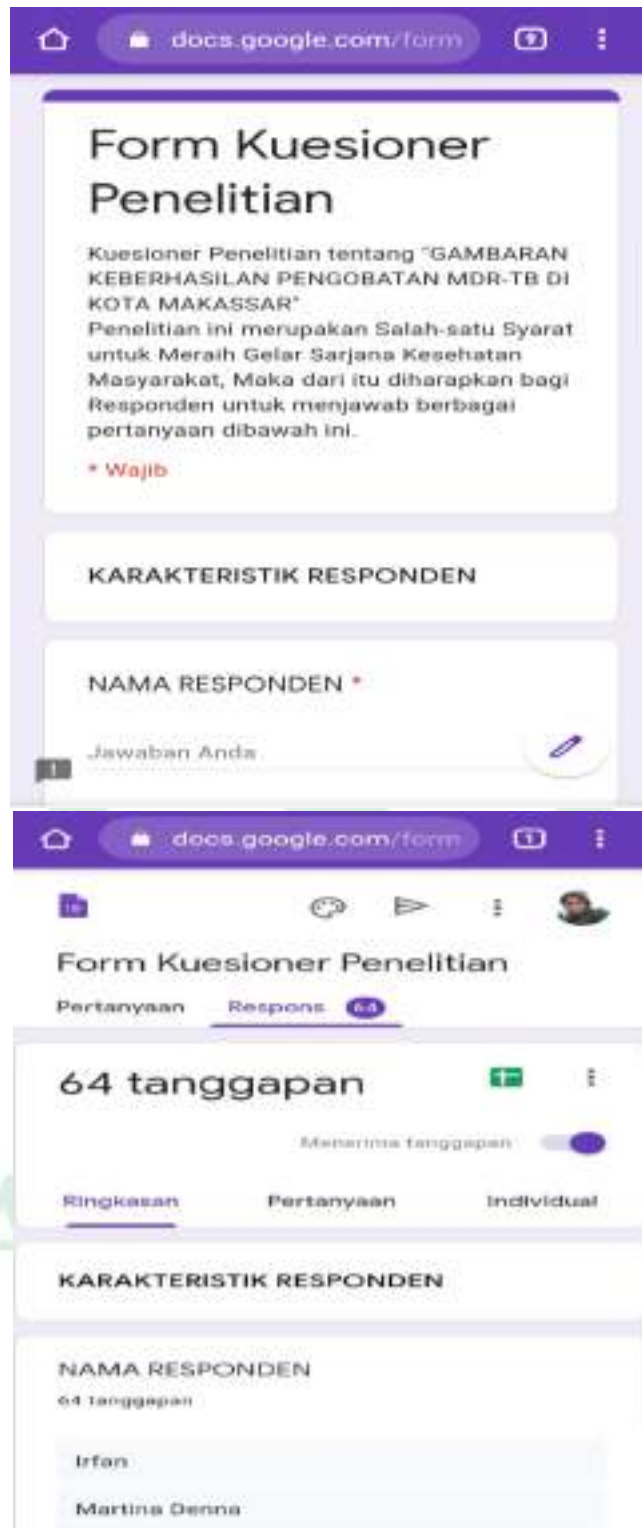 docs.google.com/form
9
Form Kuesioner
Penelitian
Kuesioner Penelitian tentang "GAMBARAN
KEBERHASILAN PENGOBATAN MDR-TB DI
KOTA MAKASSAR"
Penelitian ini merupakan Salah-satu Syarat
untuk Meraih Gelar Sarjana Kesehatan
Masyarakat, Maka dari itu diharapkan bagi
Responden untuk menjawab berbagai
pertanyaan dibawah ini.
* Wajib
KARAKTERISTIK RESPONDEN
NAMA RESPONDEN *
Jawaban Anda
docs.google.com/form
1
Form Kuesioner Penelitian
Pertanyaan Respons 64
64 tanggapan
Menerima tanggapan
Ringkasan Pertanyaan Individual
KARAKTERISTIK RESPONDEN
NAMA RESPONDEN
64 tanggapan
Irfan
Martina Denna